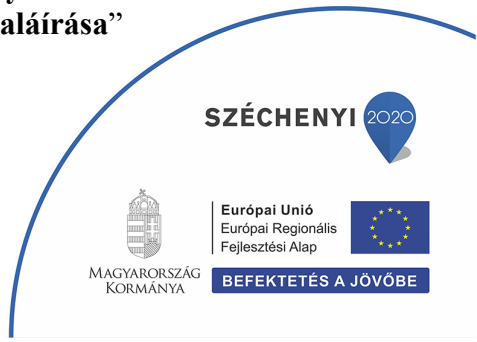 aláírása”
SZÉCHENYI 2020
Európai Unió
Európai Regionális
Fejlesztési Alap
MAGYARORSZÁG
KORMÁNYA
BEFEKTETÉS A JÖVŐBE